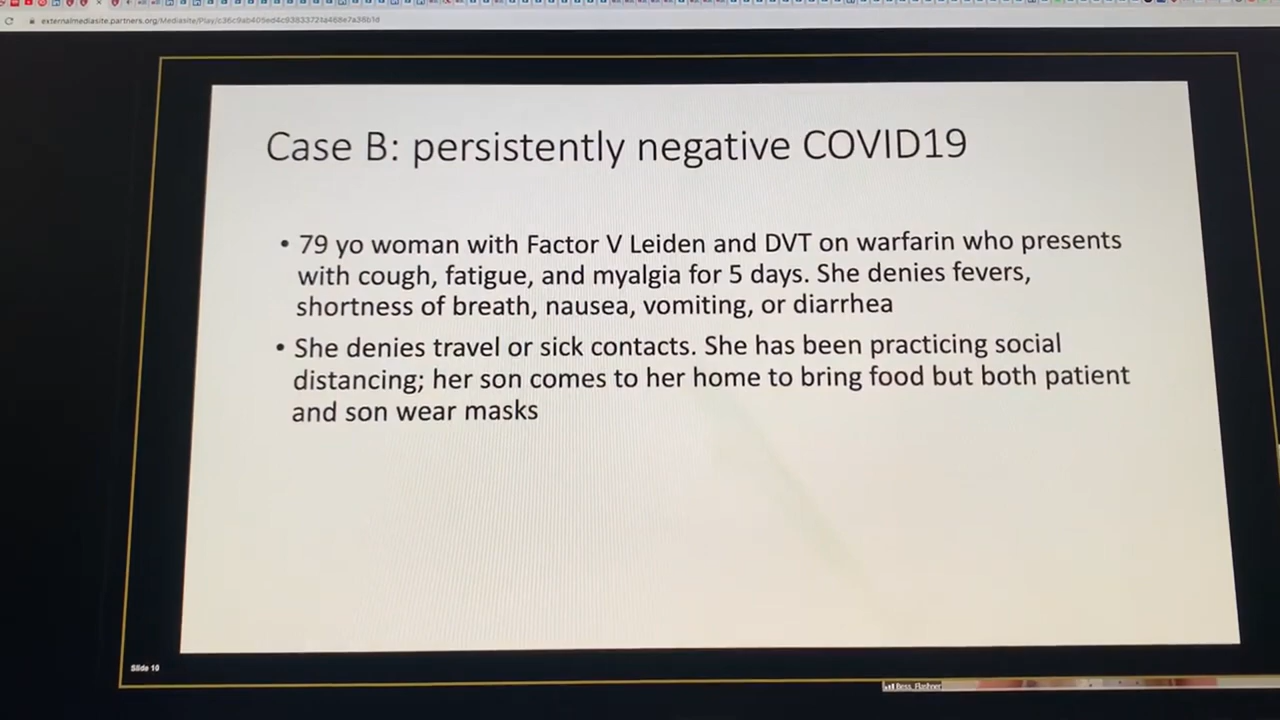 Case B: persistently negative COVID19
• 79 yo woman with Factor V Leiden and DVT on warfarin who presents
with cough, fatigue, and myalgia for 5 days. She denies fevers,
shortness of breath, nausea, vomiting, or diarrhea
• She denies travel or sick contacts. She has been practicing social
distancing; her son comes to her home to bring food but both patient
and son wear masks
Slide 10